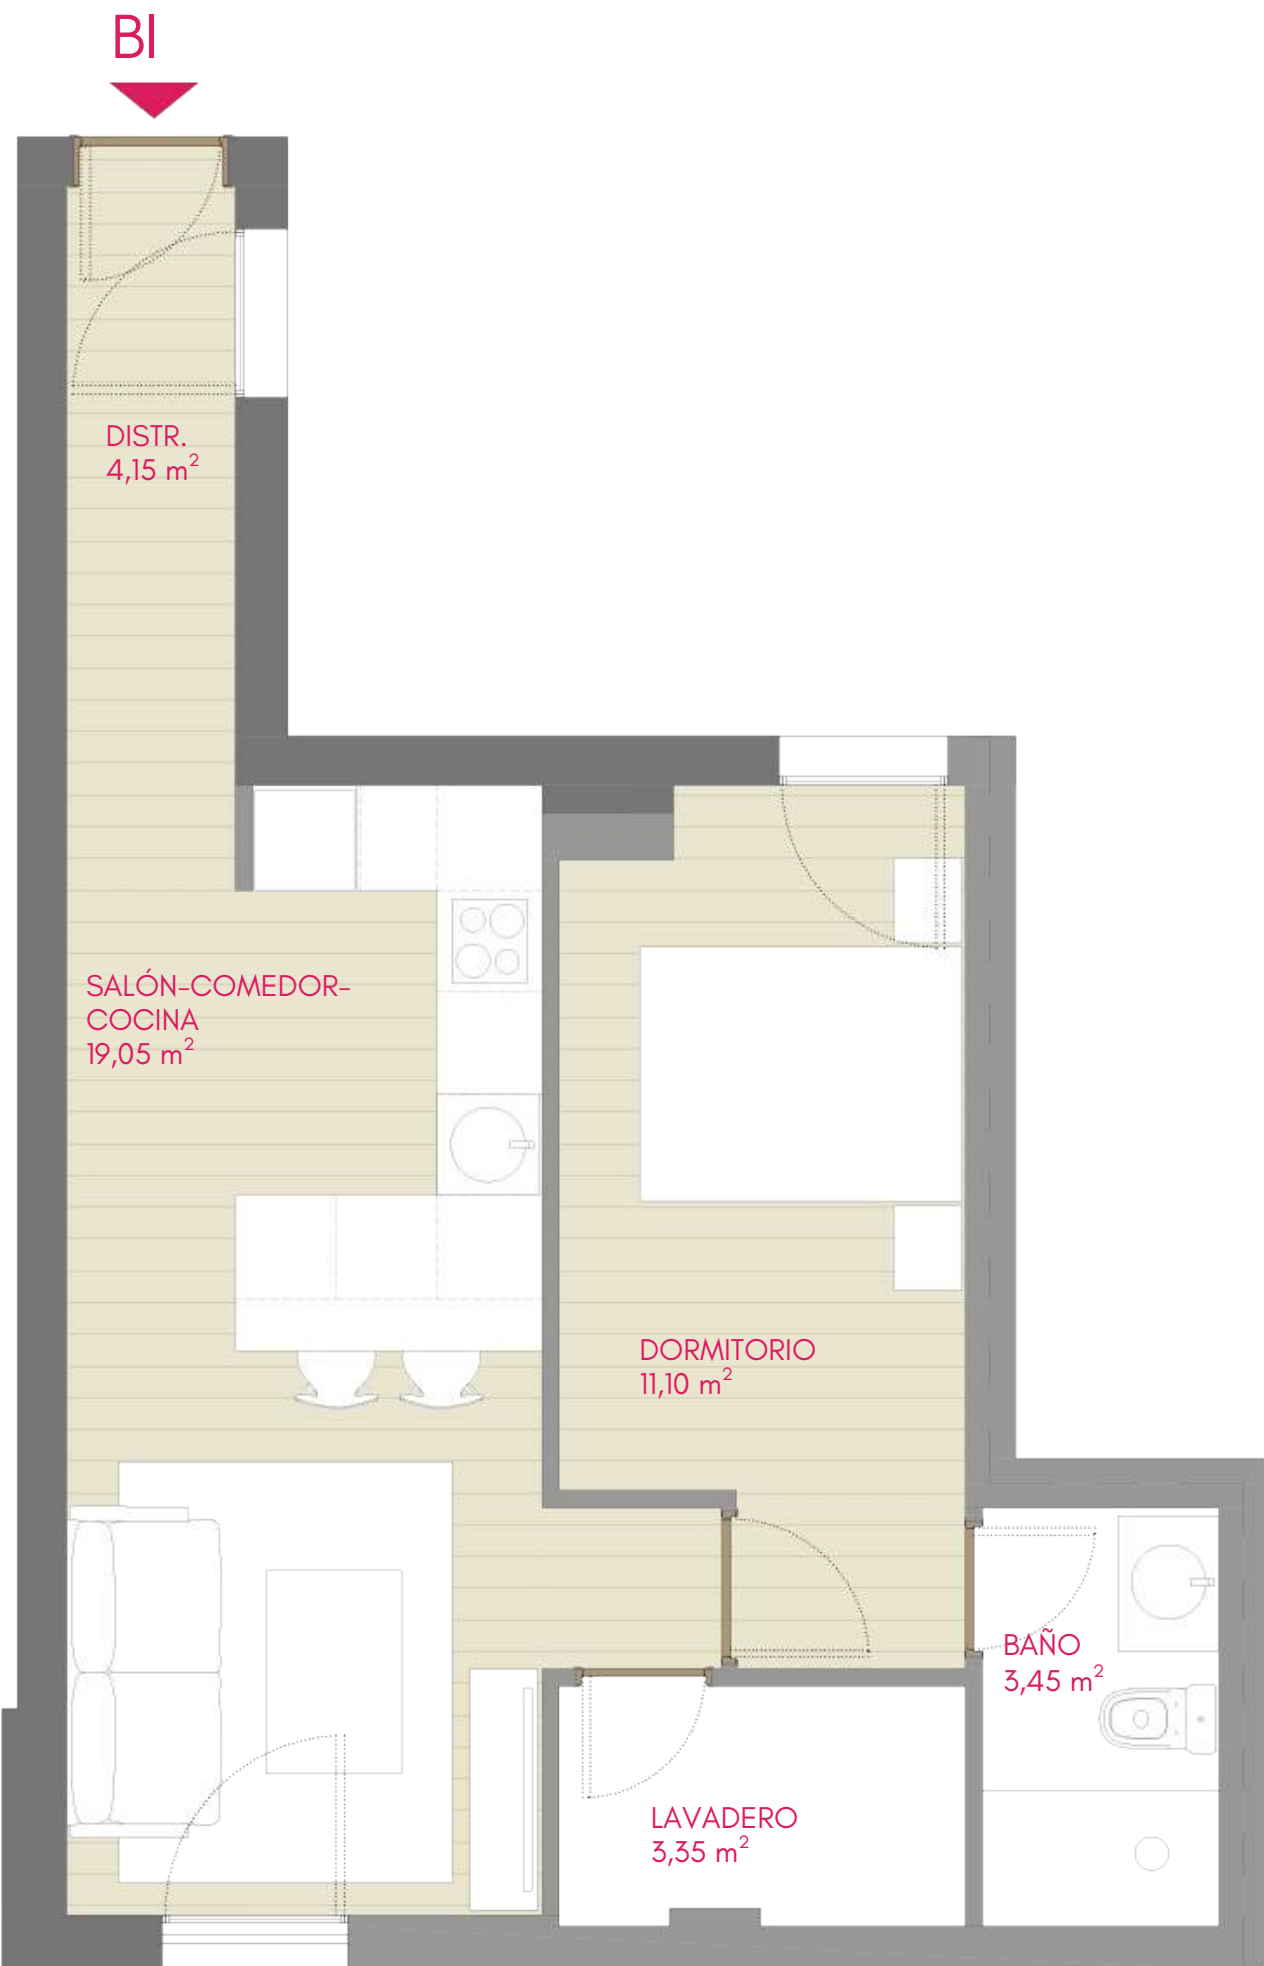 BI
DISTR.
4,15 m²
SALÓN-COMEDOR-
COCINA
19,05 m²
DORMITORIO
11,10 m²
BAÑO
3,45 m²
LAVADERO
3,35 m²